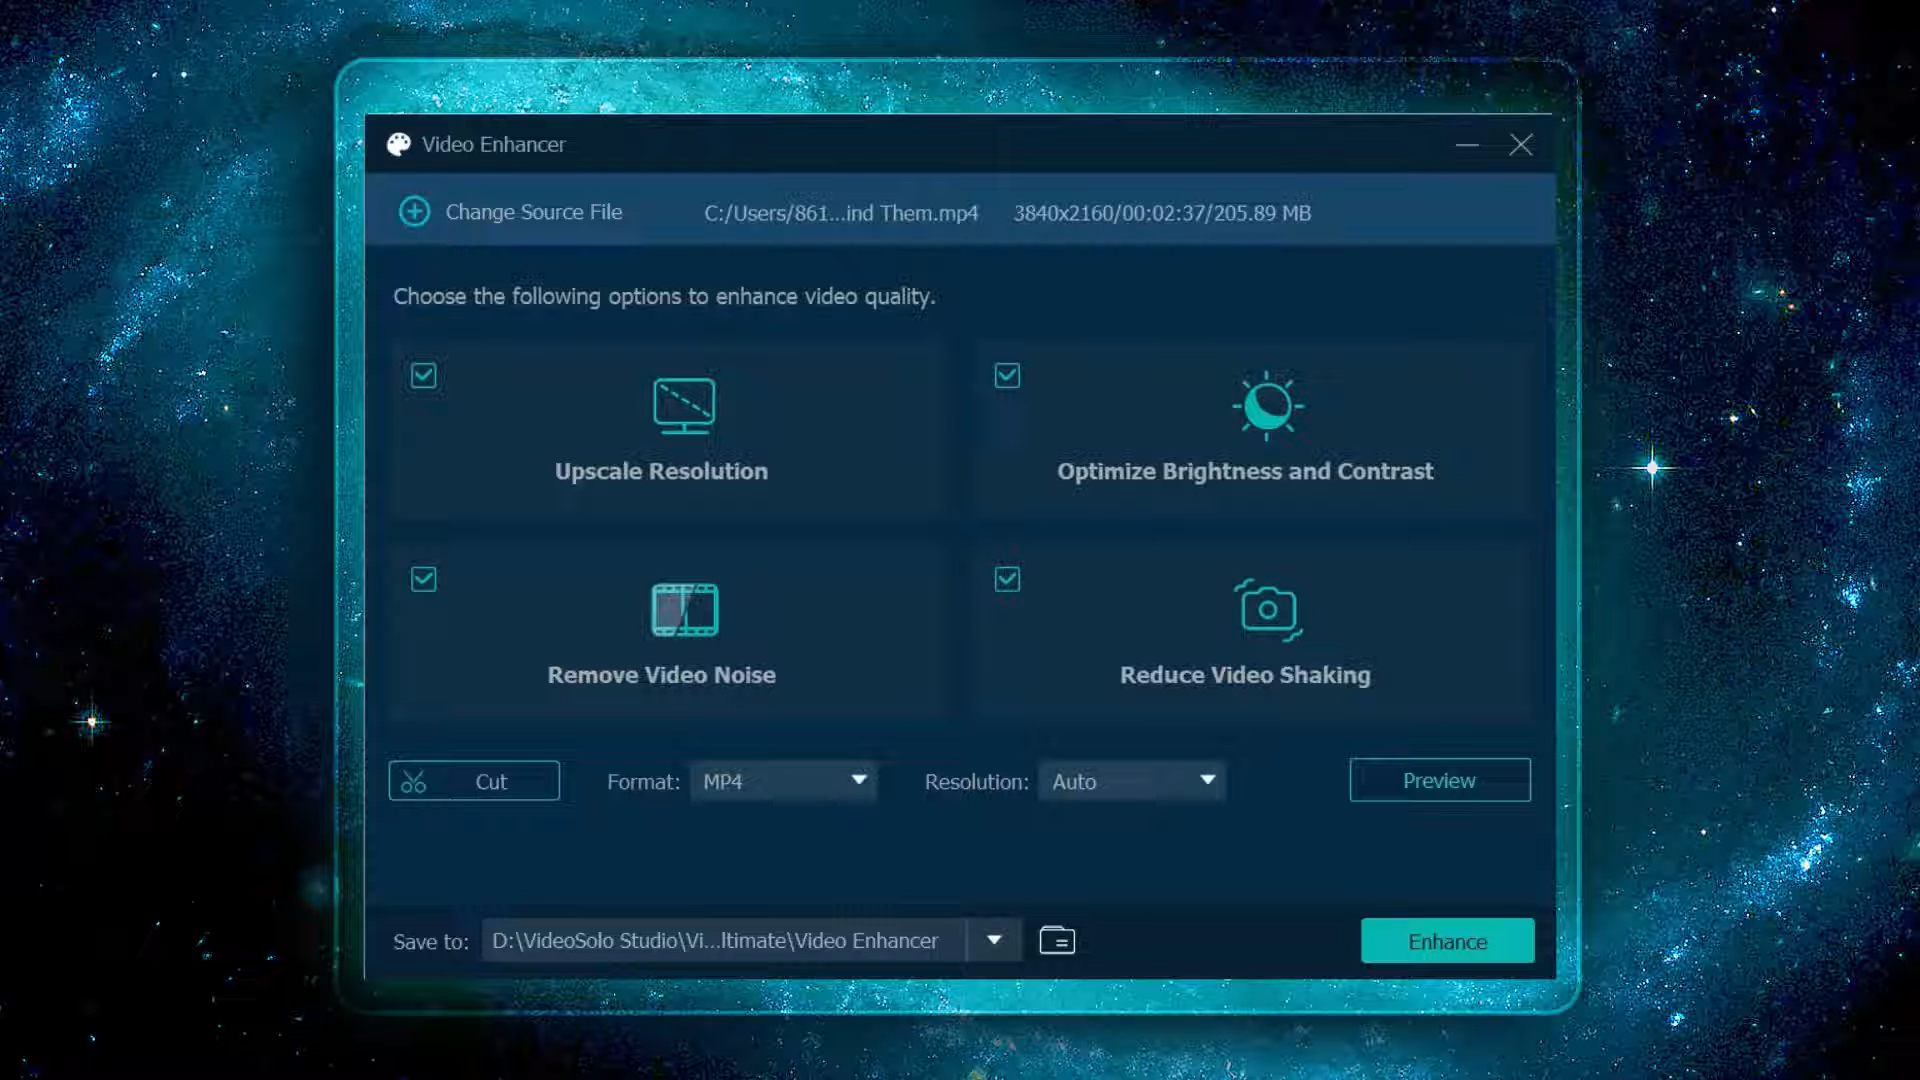 Video Enhancer
Change Source File C:/Users/861...ind Them.mp4 3840x2160/00:02:37/205.89 MB
Choose the following options to enhance video quality.
Upscale Resolution
Optimize Brightness and Contrast
Remove Video Noise
Reduce Video Shaking
Cut Format: MP4 Resolution: Auto Preview
Save to: D:\VideoSolo Studio\Vi...ltimate\Video Enhancer Enhance